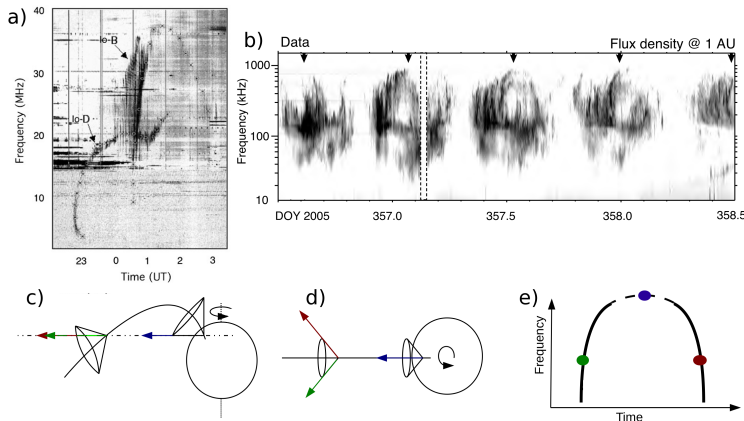 a)
40
30
20
10
Frequency (MHz)
Io-B
Io-D
23 0 1 2 3
Time (UT)
b)
Data
Flux density @ 1 AU
1000
100
10
Frequency (kHz)
DOY 2005 357.0 357.5 358.0 358.5
c)
d)
e)
Frequency
Time